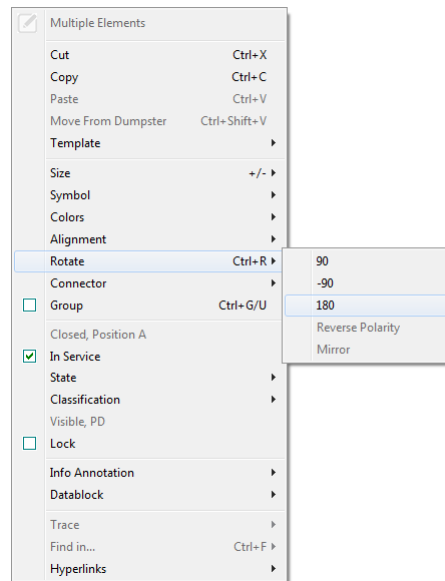 Multiple Elements
Cut Ctrl+X
Copy Ctrl+C
Paste Ctrl+V
Move From Dumpster Ctrl+Shift+V
Template
Size +/-
Symbol
Colors
Alignment
Rotate Ctrl+R
90
Connector
-90
Group Ctrl+G/U
180
Reverse Polarity
Closed, Position A
Mirror
In Service
State
Classification
Visible, PD
Lock
Info Annotation
Datablock
Trace
Find in... Ctrl+F
Hyperlinks